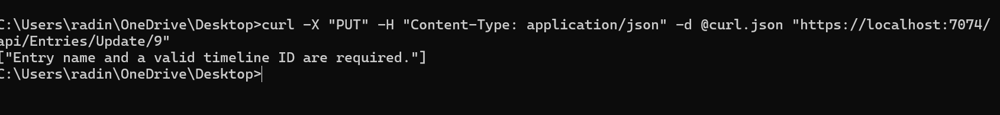 C:\Users\radin\OneDrive\Desktop>curl -X "PUT" -H "Content-Type: application/json" -d @curl.json "https://localhost:7074/
api/Entries/Update/9"
["Entry name and a valid timeline ID are required."]
C:\Users\radin\OneDrive\Desktop>